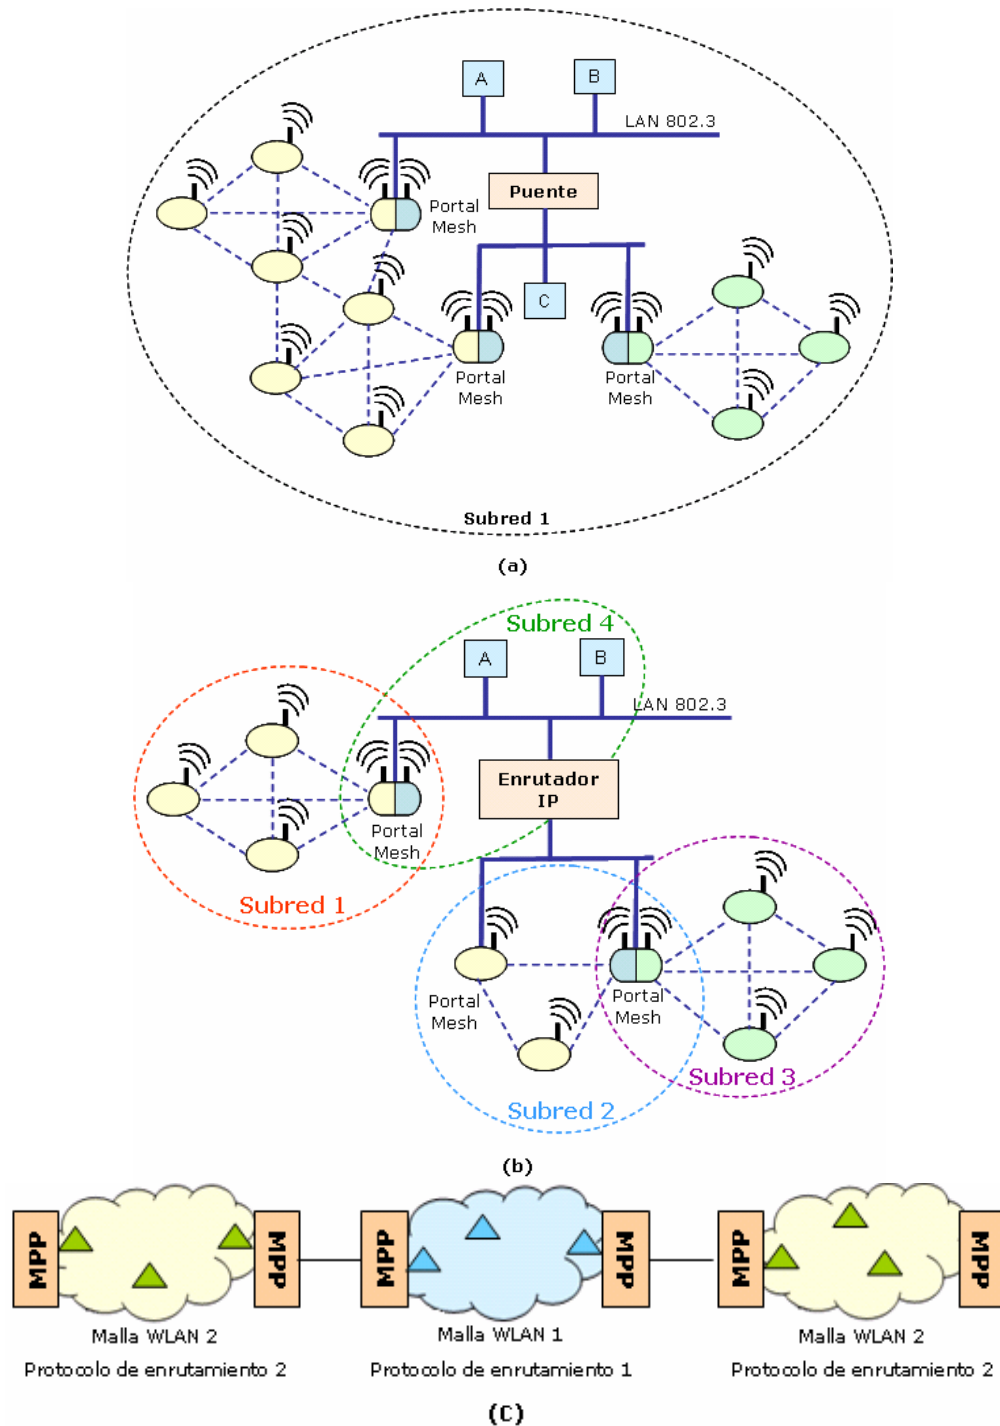 A
B
LAN 802.3
Puente
Portal
Mesh
C
Portal
Mesh
Portal
Mesh
Subred 1
(a)
Subred 4
A
B
LAN 802.3
Enrutador
IP
Portal
Mesh
Subred 1
Portal
Mesh
Portal
Mesh
Subred 3
Subred 2
(b)
MPP
MPP
MPP
MPP
MPP
MPP
Malla WLAN 2
Malla WLAN 1
Malla WLAN 2
Protocolo de enrutamiento 2
Protocolo de enrutamiento 1
Protocolo de enrutamiento 2
(C)